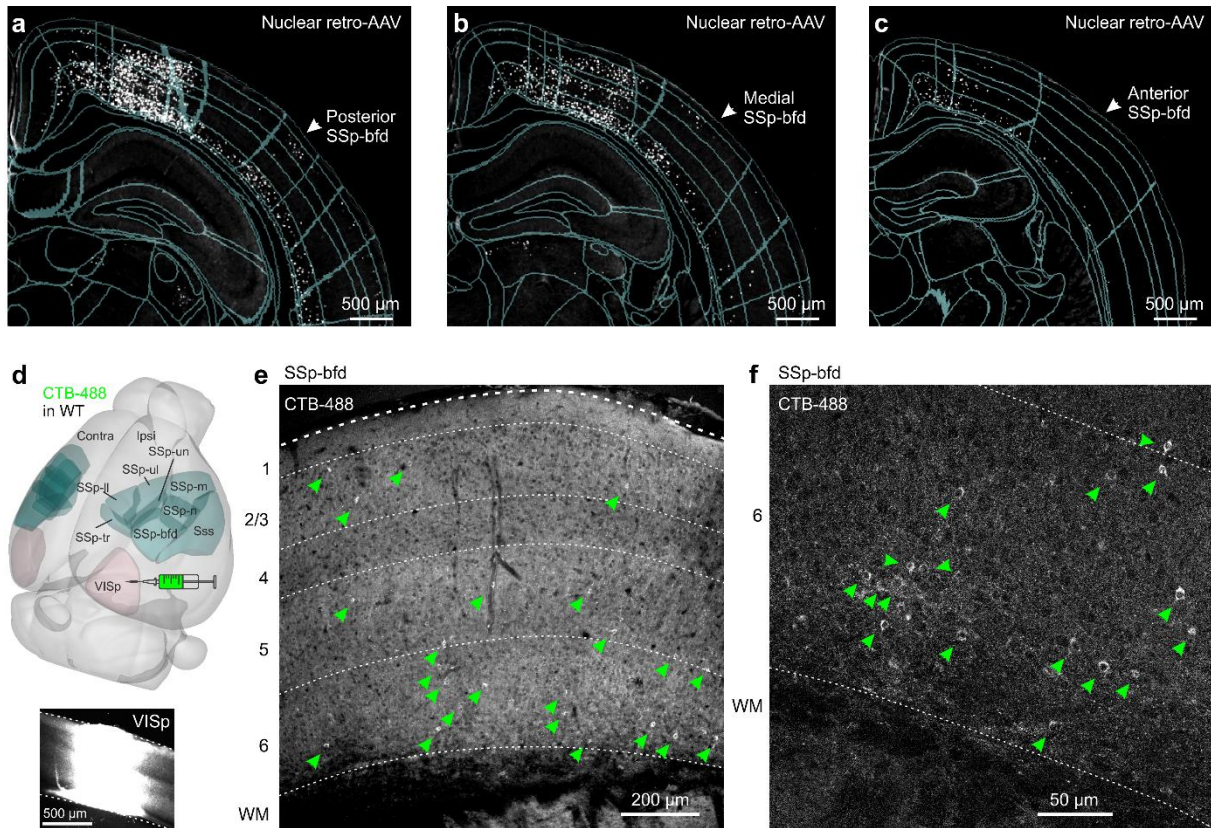 a
Nuclear retro-AAV
Posterior
SSp-bfd
500 µm
b
Nuclear retro-AAV
Medial
SSp-bfd
500 µm
c
Nuclear retro-AAV
Anterior
SSp-bfd
500 µm
d
CTB-488
in WT
Contra
Ipsi
SSp-un
SSp-ul
SSp-ll
SSp-m
SSp-n
SSp-tr
SSp-bfd
Sss
VISp
VISp
500 µm
e
SSp-bfd
CTB-488
1
2/3
4
5
6
WM
200 µm
f
SSp-bfd
CTB-488
6
WM
50 µm